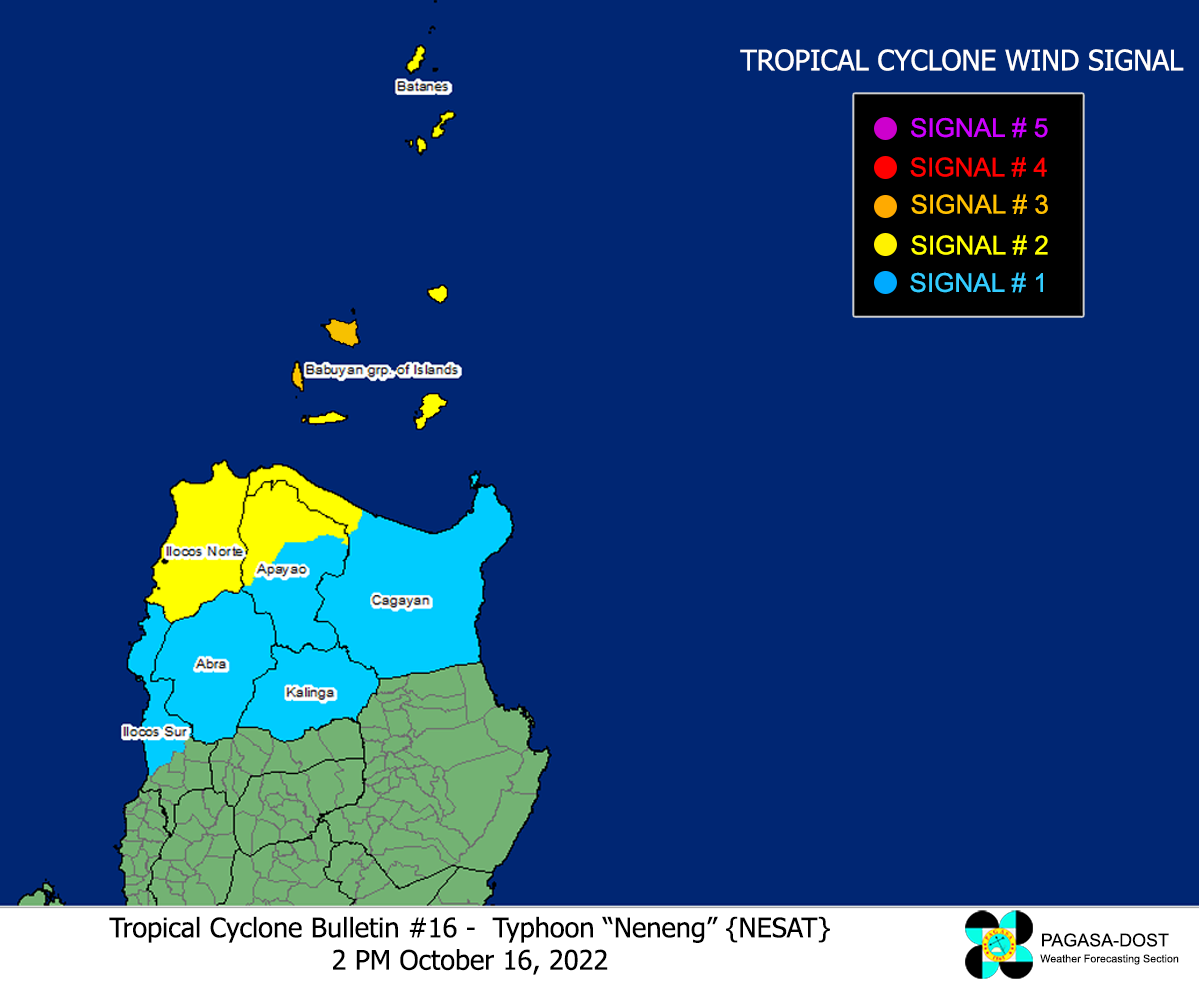 TROPICAL CYCLONE WIND SIGNAL
SIGNAL # 5
SIGNAL # 4
SIGNAL # 3
SIGNAL # 2
SIGNAL # 1
Batanes
Babuyan grp. of Islands
Ilocos Norte
Apayao
Cagayan
Abra
Kalinga
Ilocos Sur
Tropical Cyclone Bulletin #16 - Typhoon “Neneng” {NESAT}
2 PM October 16, 2022
PAGASA
PAGASA-DOST
Weather Forecasting Section